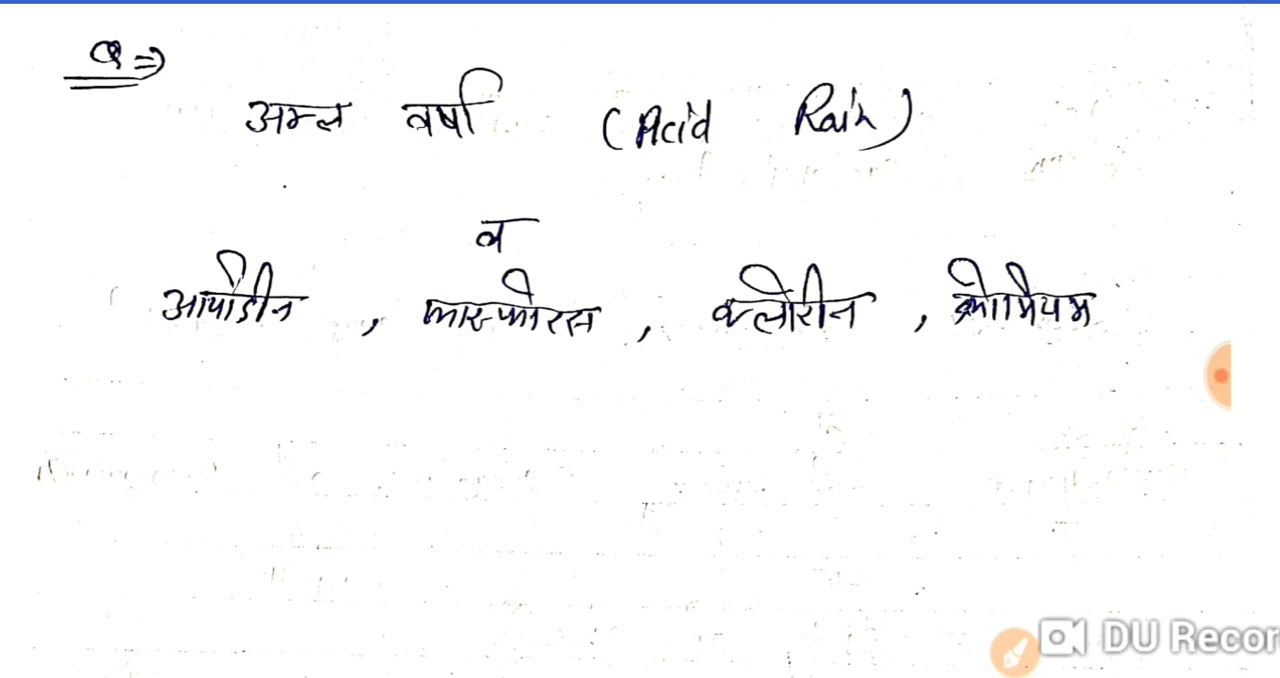 Q ⇒
अम्ल वर्षा (Acid Rain)
व
आयोडीन , फास्फोरस , क्लोरीन , क्रोमियम
DU Recor